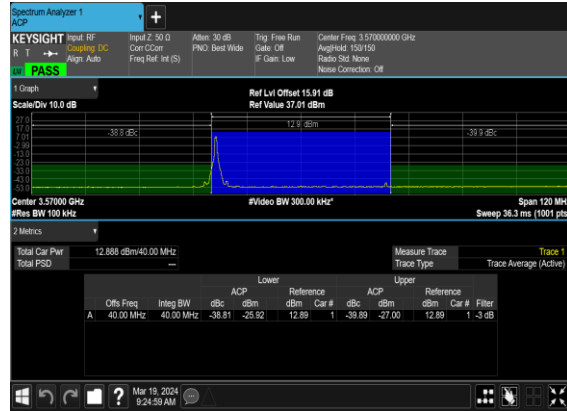 Spectrum Analyzer 1
ACP
KEYSIGHT
R T
LW PASS
Input: RF
Coupling: DC
Align: Auto
Input Z: 50 Ω
Corr CCorr
Freq Ref: Int (S)
Atten: 30 dB
PNO: Best Wide
Trig: Free Run
Gate: Off
IF Gain: Low
Center Freq: 3.570000000 GHz
Avg|Hold: 150/150
Radio Std: None
Noise Correction: Off
1 Graph
Scale/Div 10.0 dB
Ref Lvl Offset 15.91 dB
Ref Value 37.01 dBm
27.0
17.0
7.01
-2.99
-13.0
-23.0
-33.0
-43.0
-53.0
-38.8 dBc
12.9 dBm
-39.9 dBc
Center 3.57000 GHz
#Res BW 100 kHz
#Video BW 300.00 kHz*
Span 120 MHz
Sweep 36.3 ms (1001 pts)
2 Metrics
Total Car Pwr 12.888 dBm/40.00 MHz
Total PSD ---
Measure Trace Trace 1
Trace Type Trace Average (Active)
Lower Upper
ACP Reference ACP Reference
Offs Freq Integ BW dBc dBm dBm Car # dBc dBm dBm Car # Filter
A 40.00 MHz 40.00 MHz -38.81 -25.92 12.89 1 -39.89 -27.00 12.89 1 -3 dB
Mar 19, 2024
9:24:59 AM